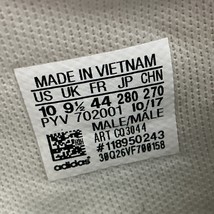 MADE IN VIETNAM
US UK FR JP CHN
10 9½ 44 280 270
PYV 702001 10/17
MALE/MALE/MALE
ART CQ3044
#118950243
30Q26VF700158
adidas